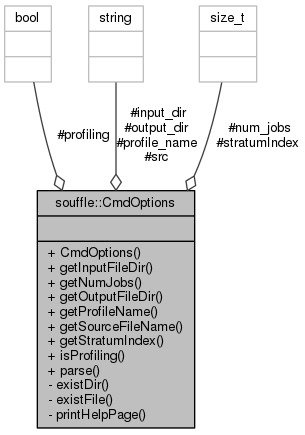 bool
string
size_t
#profiling
#input_dir
#output_dir
#profile_name
#src
#num_jobs
#stratumIndex
souffle::CmdOptions
+ CmdOptions()
+ getInputFileDir()
+ getNumJobs()
+ getOutputFileDir()
+ getProfileName()
+ getSourceFileName()
+ getStratumIndex()
+ isProfiling()
+ parse()
- existDir()
- existFile()
- printHelpPage()